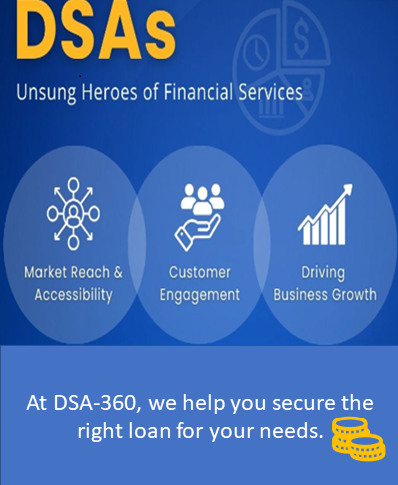 DSAs
Unsung Heroes of Financial Services
Market Reach &
Accessibility
Customer
Engagement
Driving
Business Growth
At DSA-360, we help you secure the
right loan for your needs.